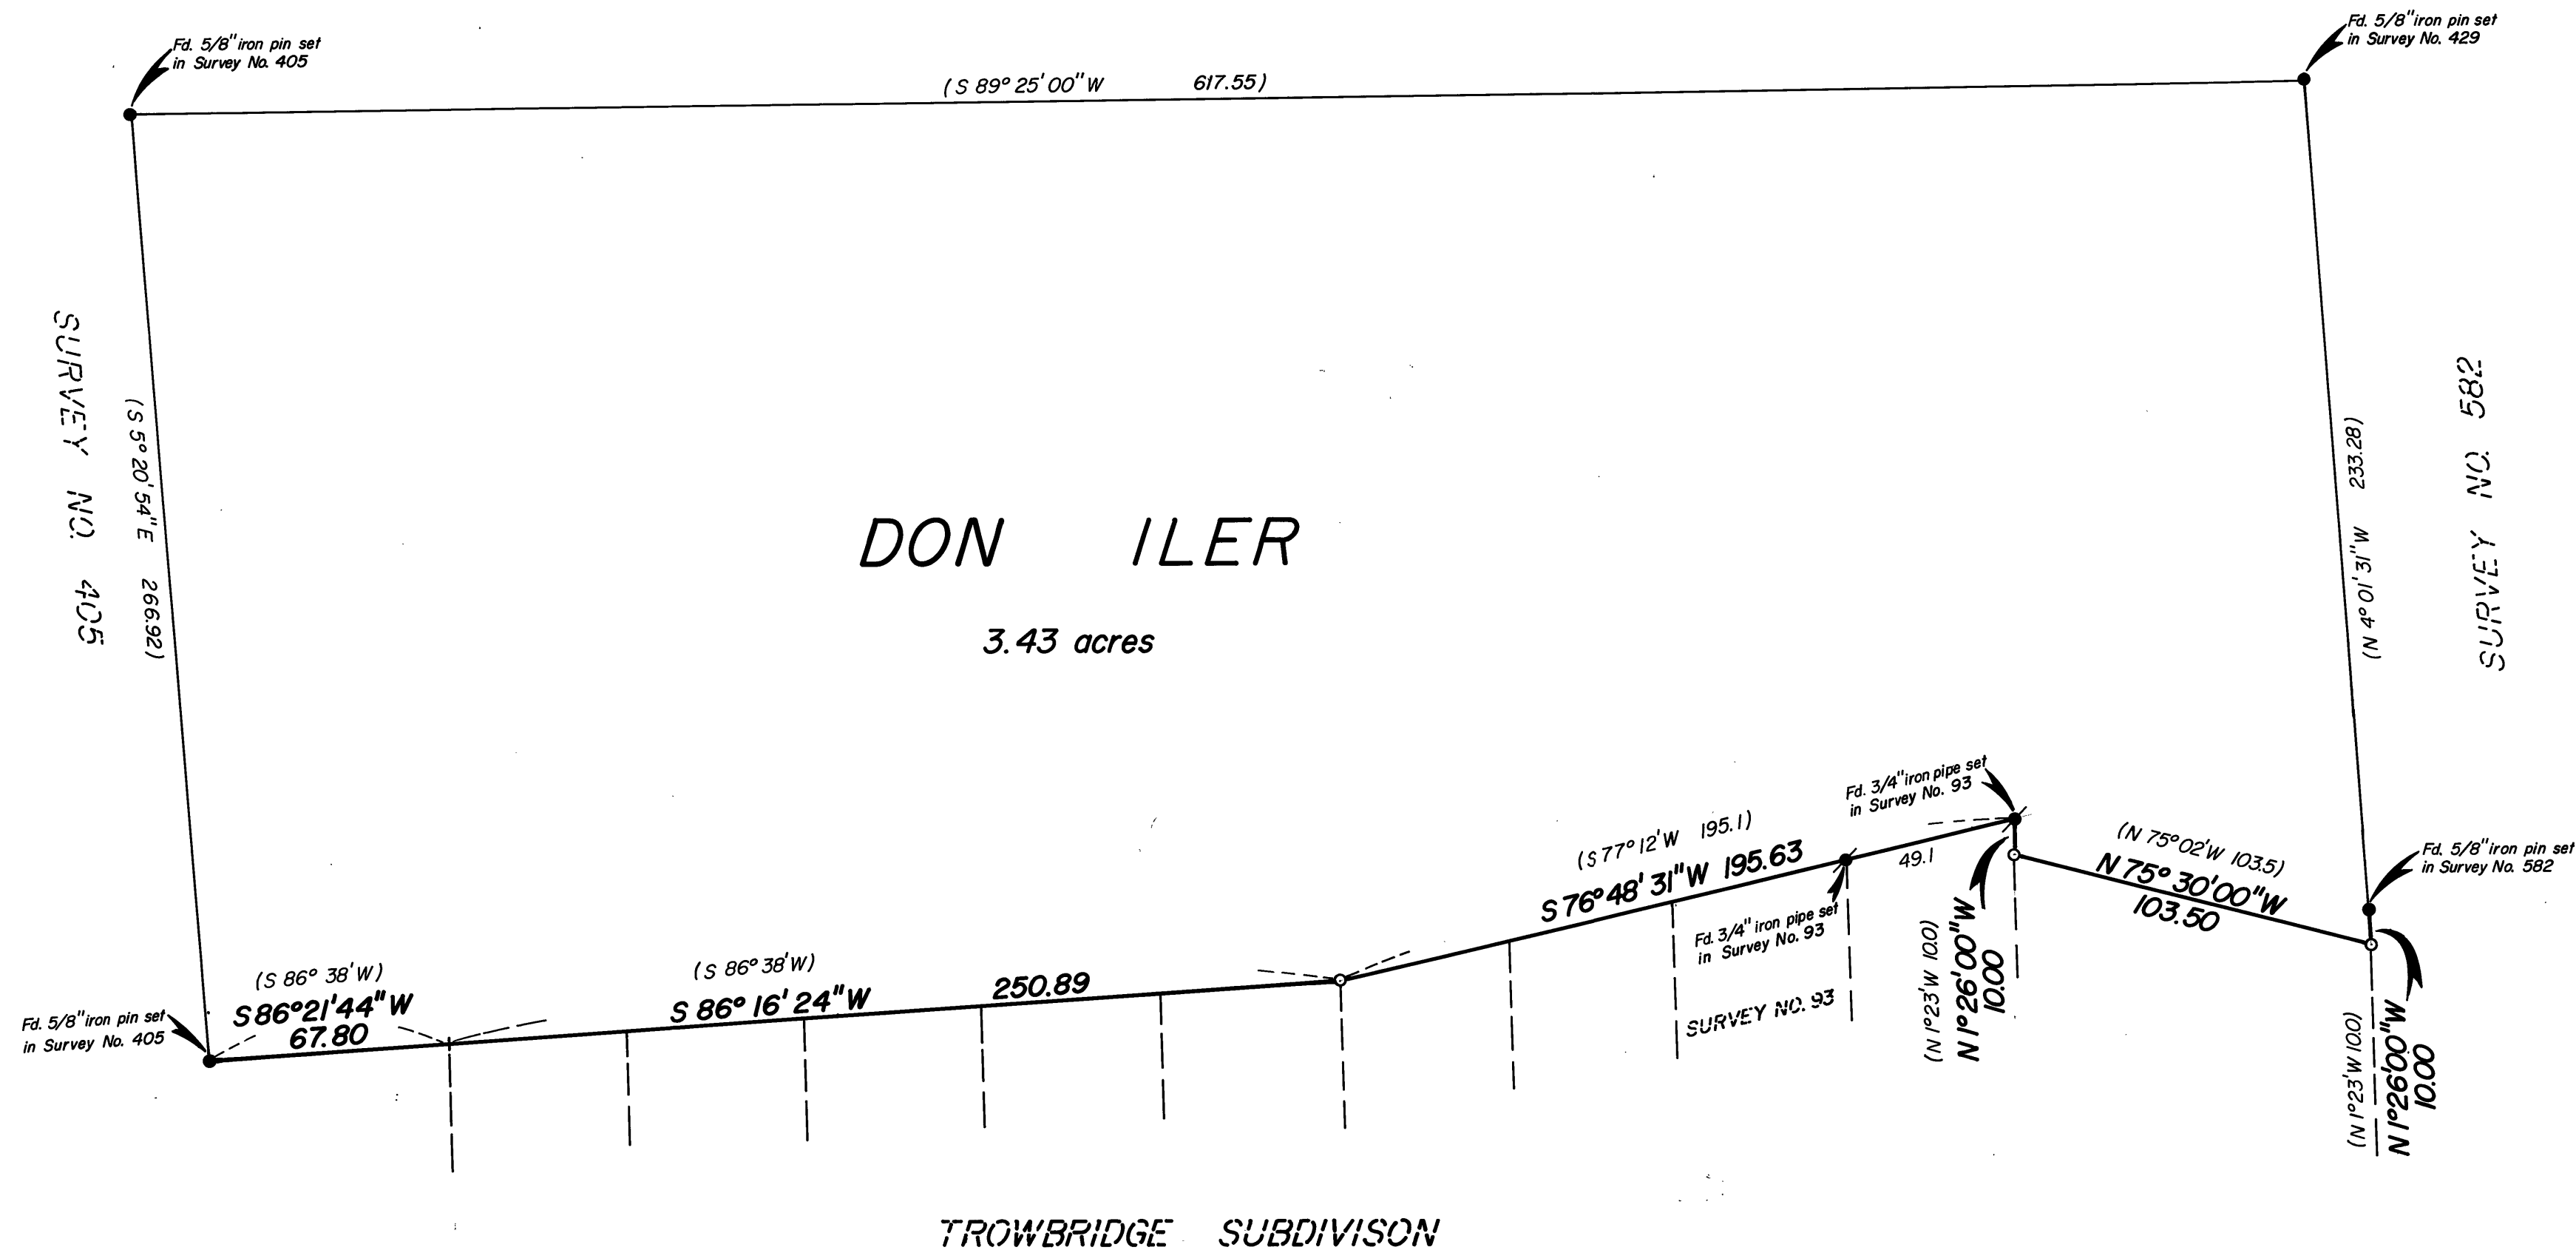 Fd. 5/8" iron pin set
in Survey No. 405
(S 89° 25' 00" W 617.55)
Fd. 5/8" iron pin set
in Survey No. 429
SURVEY NO. 405
(S 5° 20' 54" E 266.92)
DON ILER
3.43 acres
(N 4° 01' 31" W 233.28)
SURVEY NO. 582
Fd. 3/4" iron pipe set
in Survey No. 93
(S 77° 12' W 195.1)
S 76° 48' 31" W 195.63
49.1
(N 75° 02' W 103.5)
N 75° 30' 00" W
103.50
Fd. 5/8" iron pin set
in Survey No. 582
Fd. 3/4" iron pipe set
in Survey No. 93
(N 1° 23' W 10.0)
N 1° 26' 00" W
10.00
(S 86° 38' W)
S 86° 21' 44" W
67.80
(S 86° 38' W)
S 86° 16' 24" W 250.89
Fd. 5/8" iron pin set
in Survey No. 405
SURVEY NO. 93
(N 1° 23' W 10.0)
N 1° 26' 00" W
10.00
TROWBRIDGE SUBDIVISON